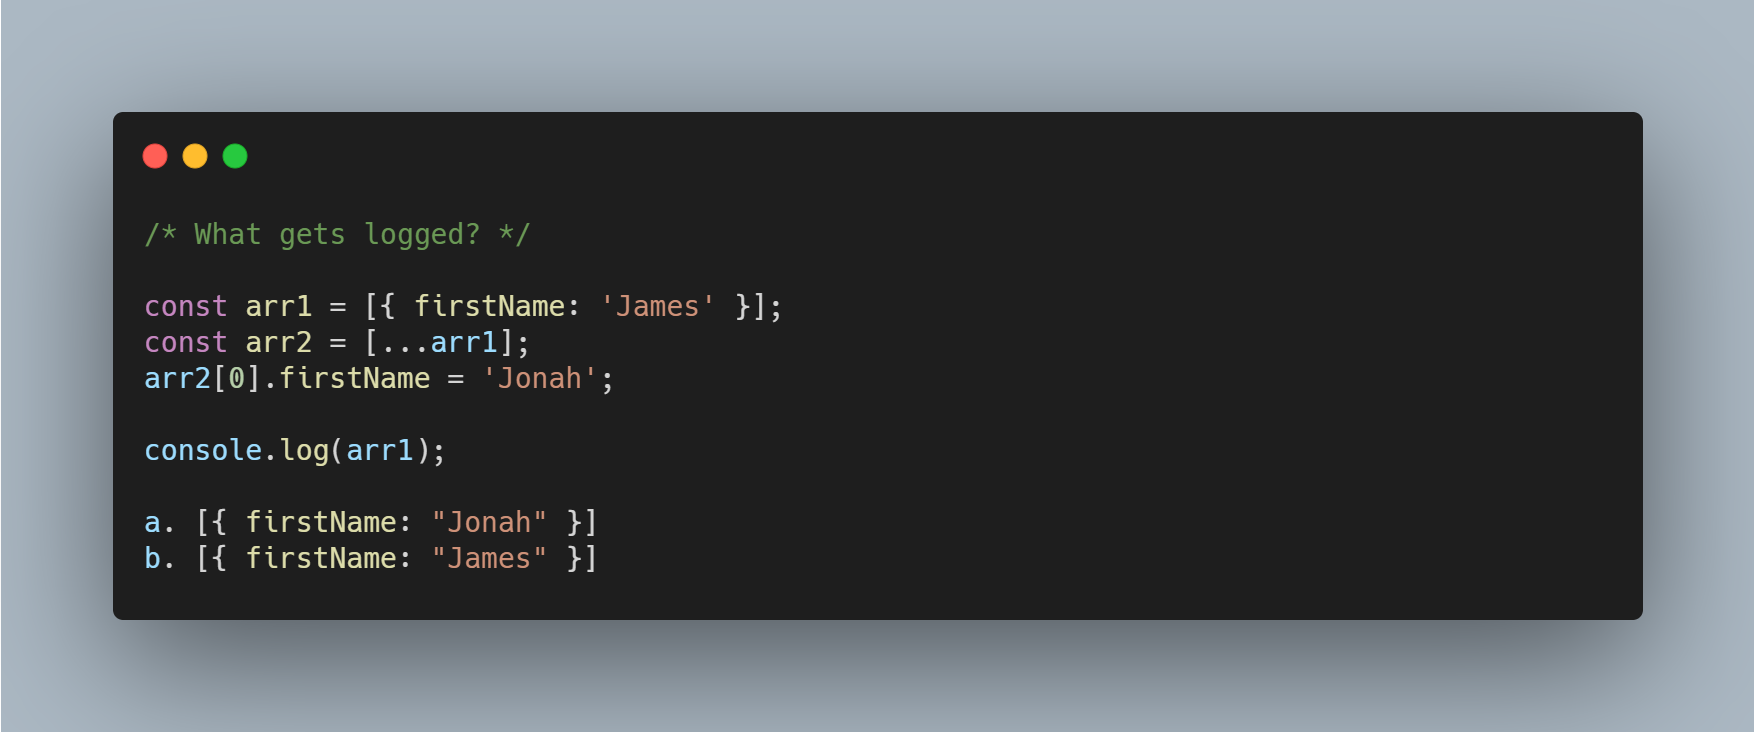 /* What gets logged? */
const arr1 = [{ firstName: 'James' }];
const arr2 = [...arr1];
arr2[0].firstName = 'Jonah';
console.log(arr1);
a. [{ firstName: "Jonah" }]
b. [{ firstName: "James" }]